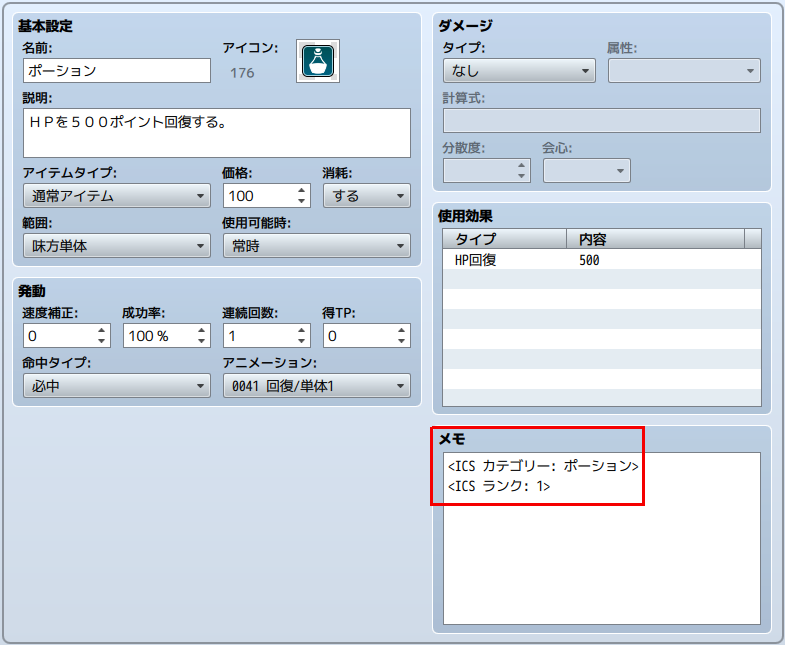 基本設定
名前:
アイコン:
ポーション
176
説明:
ＨＰを５００ポイント回復する。
アイテムタイプ:
価格:
消耗:
通常アイテム
100
する
範囲:
使用可能時:
味方単体
常時
発動
速度補正:
成功率:
連続回数:
得TP:
0
100 %
1
0
命中タイプ:
アニメーション:
必中
0041 回復/単体1
ダメージ
タイプ:
属性:
なし
計算式:
分散度:
会心:
使用効果
タイプ
内容
HP回復
500
メモ
<ICS カテゴリー: ポーション>
<ICS ランク: 1>